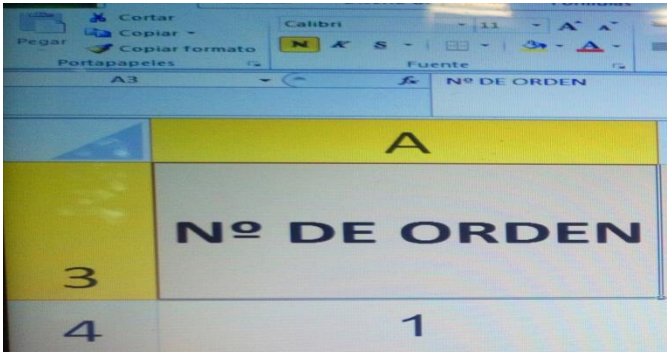 Cortar
Calibri 11 A A
Pegar Copiar
Copiar formato N K S A
Portapapeles Fuente
A3 fx Nº DE ORDEN
A
3 Nº DE ORDEN
4 1